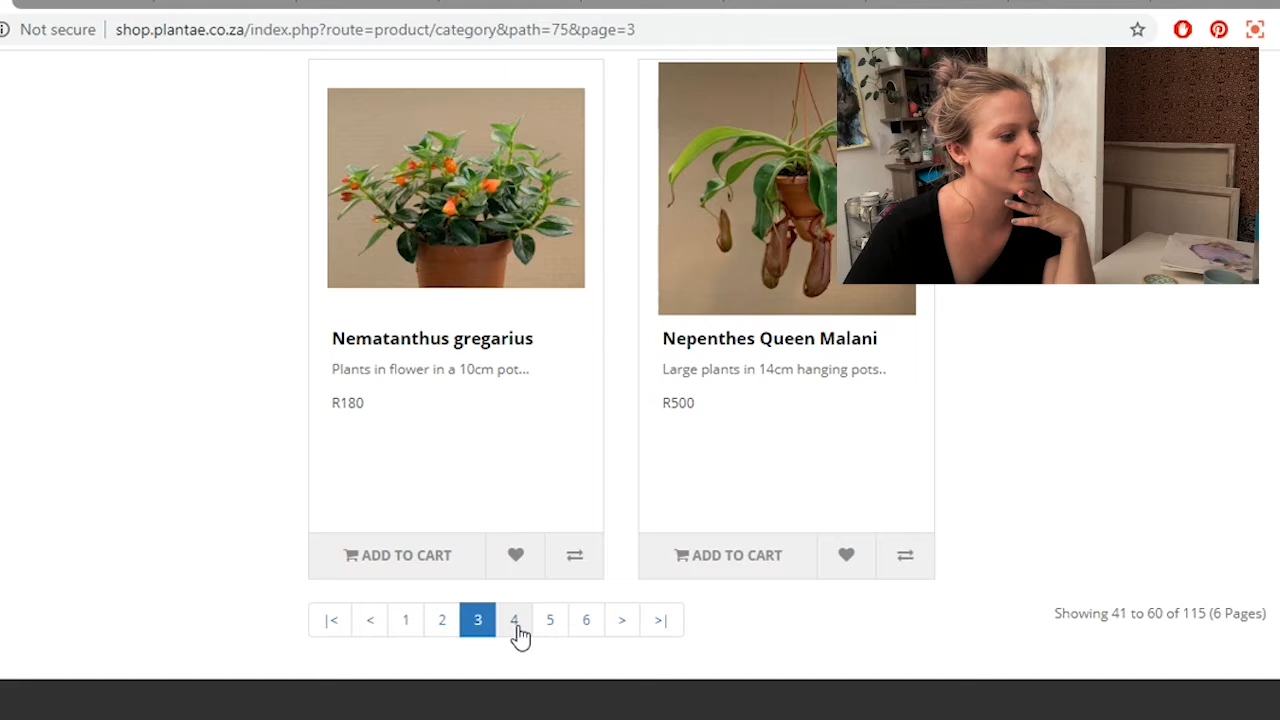 Not secure
shop.plantae.co.za/index.php?route=product/category&path=75&page=3
Nematanthus gregarius
Plants in flower in a 10cm pot...
R180
ADD TO CART
Nepenthes Queen Malani
Large plants in 14cm hanging pots..
R500
ADD TO CART
|< < 1 2 3 4 5 6 > >|
Showing 41 to 60 of 115 (6 Pages)